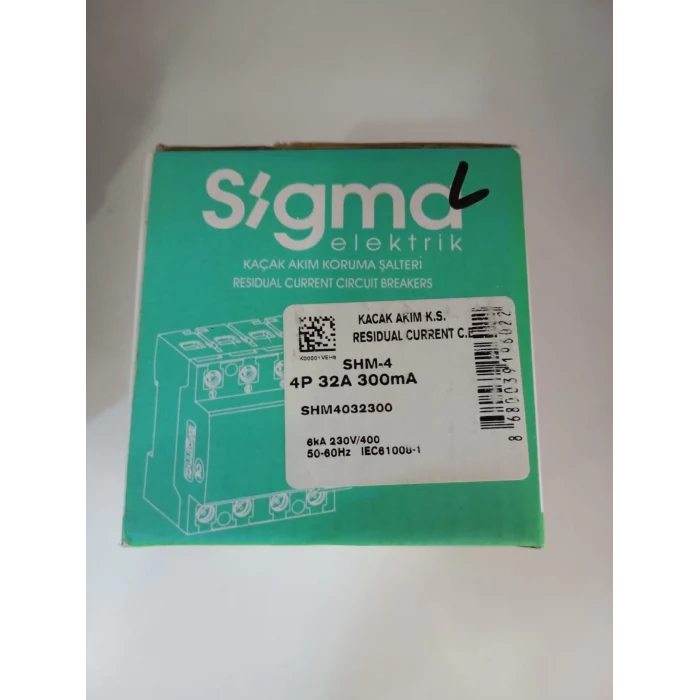 Sigma
elektrik
KAÇAK AKIM KORUMA ŞALTERİ
RESIDUAL CURRENT CIRCUIT BREAKERS
KACAK AKIM K.S.
RESIDUAL CURRENT C.
SHM-4
4P 32A 300mA
SHM4032300
6kA 230V/400
50-60Hz IEC61008-1